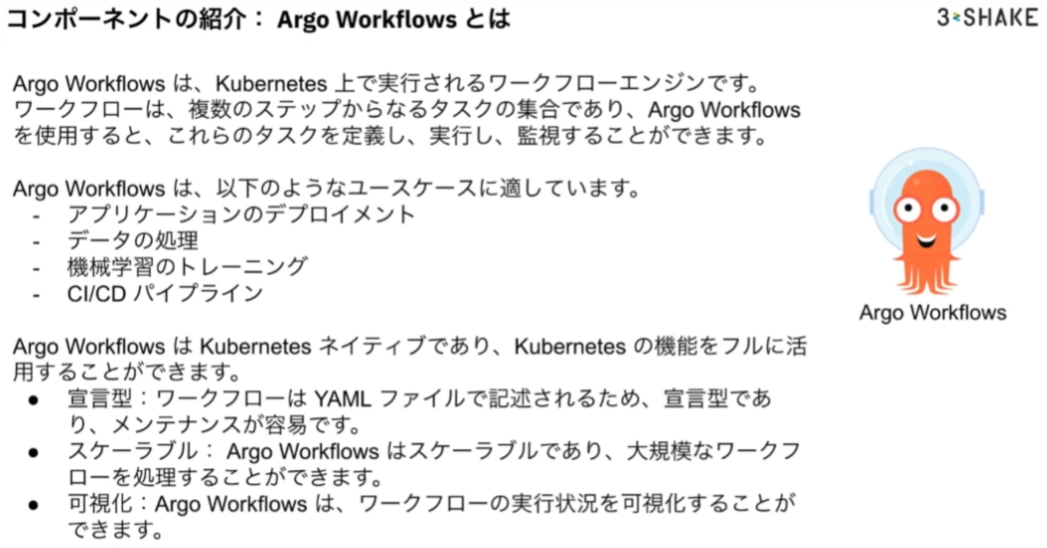 コンポーネントの紹介： Argo Workflows とは
3-SHAKE
Argo Workflows は、Kubernetes 上で実行されるワークフローエンジンです。
ワークフローは、複数のステップからなるタスクの集合であり、Argo Workflows
を使用すると、これらのタスクを定義し、実行し、監視することができます。
Argo Workflows は、以下のようなユースケースに適しています。
- アプリケーションのデプロイメント
- データの処理
- 機械学習のトレーニング
- CI/CD パイプライン
Argo Workflows
Argo Workflows は Kubernetes ネイティブであり、Kubernetes の機能をフルに活
用することができます。
● 宣言型：ワークフローは YAML ファイルで記述されるため、宣言型であ
り、メンテナンスが容易です。
● スケーラブル： Argo Workflows はスケーラブルであり、大規模なワークフ
ローを処理することができます。
● 可視化：Argo Workflows は、ワークフローの実行状況を可視化することが
できます。